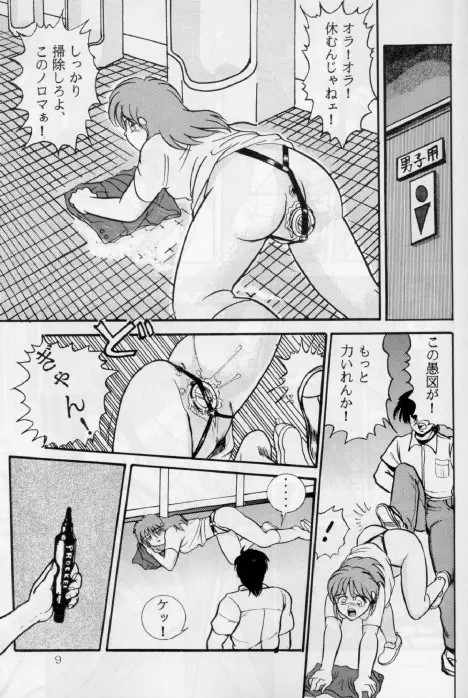 オラーオラ！
休むんじゃねェ！
しっかり
掃除しろよ、
このノロマぁ！
男子用
この愚図が！
もっと
力いれんか！
ど
きゃん！
！
‥‥‥
ケッ！
9